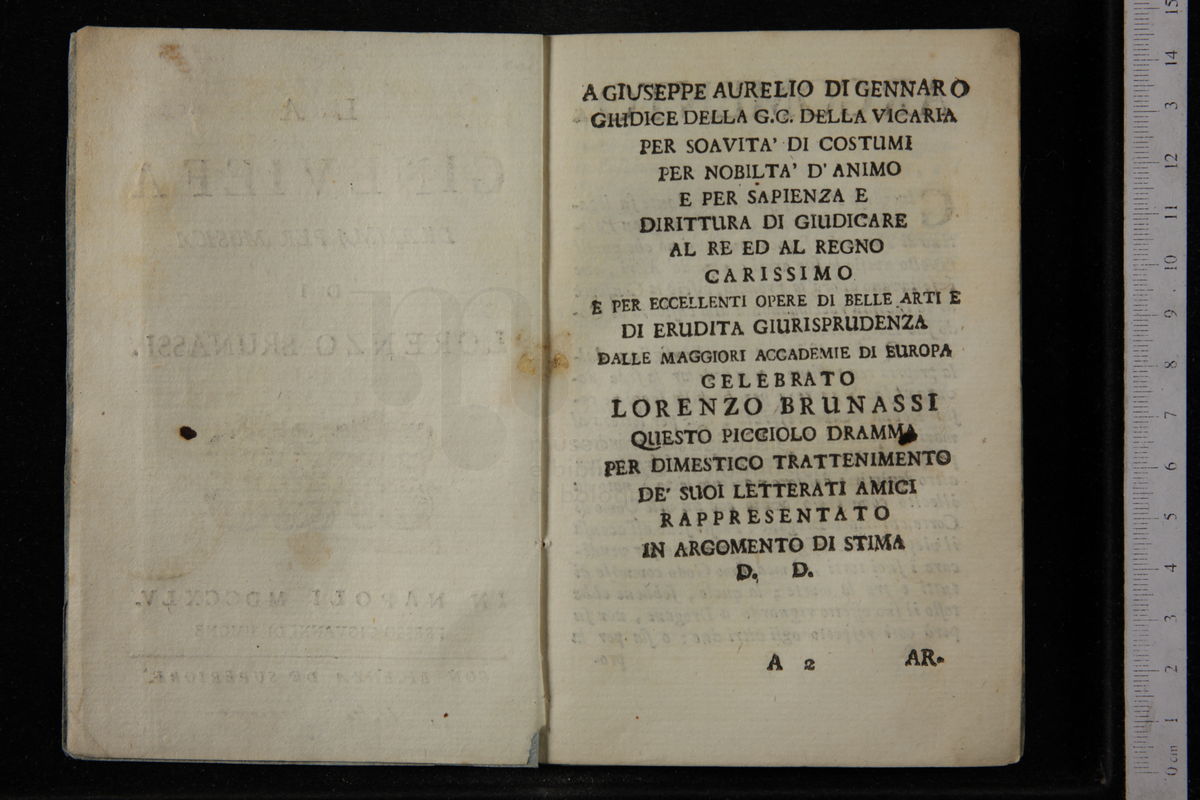 A GIUSEPPE AURELIO DI GENNARO
GIUDICE DELLA G.C. DELLA VICARIA
PER SOAVITA' DI COSTUMI
PER NOBILTA' D'ANIMO
E PER SAPIENZA E
DIRITTURA DI GIUDICARE
AL RE ED AL REGNO
CARISSIMO
E PER ECCELLENTI OPERE DI BELLE ARTI E
DI ERUDITA GIURISPRUDENZA
DALLE MAGGIORI ACCADEMIE DI EUROPA
CELEBRATO
LORENZO BRUNASSI
QUESTO PICCIOLO DRAMMA
PER DIMESTICO TRATTENIMENTO
DE' SUOI LETTERATI AMICI
RAPPRESENTATO
IN ARGOMENTO DI STIMA
D. D.
A 2 AR-